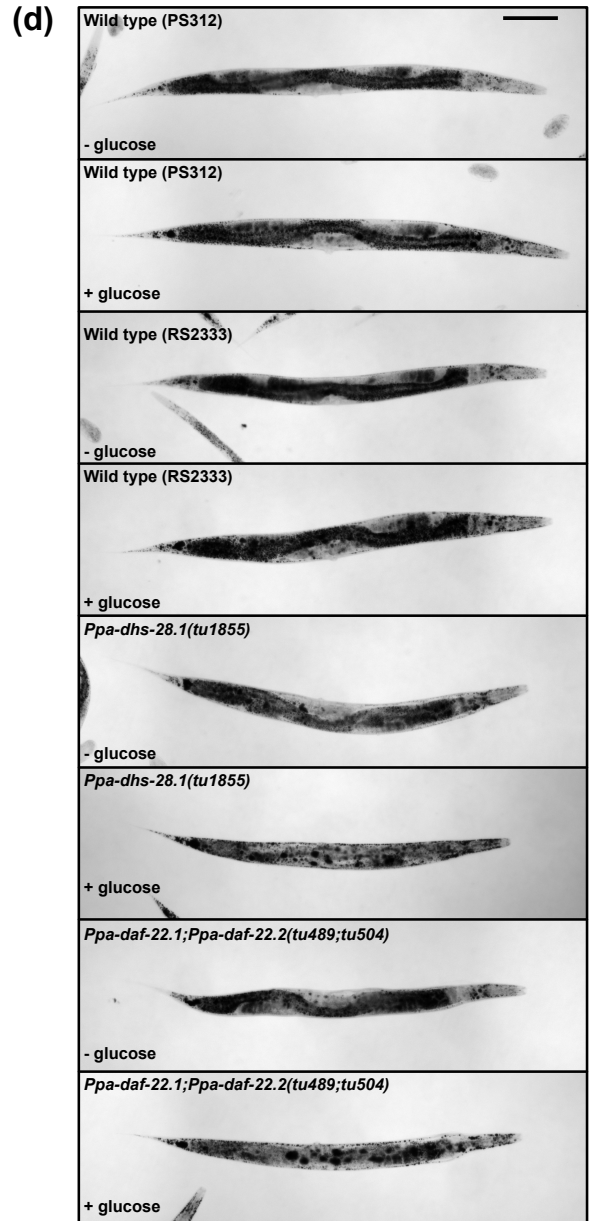 (d)
Wild type (PS312)
- glucose
Wild type (PS312)
+ glucose
Wild type (RS2333)
- glucose
Wild type (RS2333)
+ glucose
Ppa-dhs-28.1(tu1855)
- glucose
Ppa-dhs-28.1(tu1855)
+ glucose
Ppa-daf-22.1;Ppa-daf-22.2(tu489;tu504)
- glucose
Ppa-daf-22.1;Ppa-daf-22.2(tu489;tu504)
+ glucose